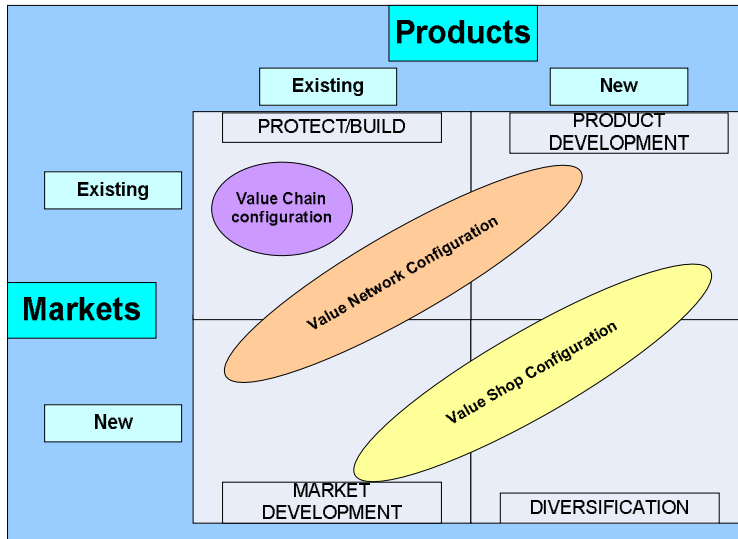 Products
Existing
New
PROTECT/BUILD
PRODUCT
DEVELOPMENT
Existing
Value Chain
configuration
Value Network Configuration
Markets
Value Shop Configuration
New
MARKET
DEVELOPMENT
DIVERSIFICATION